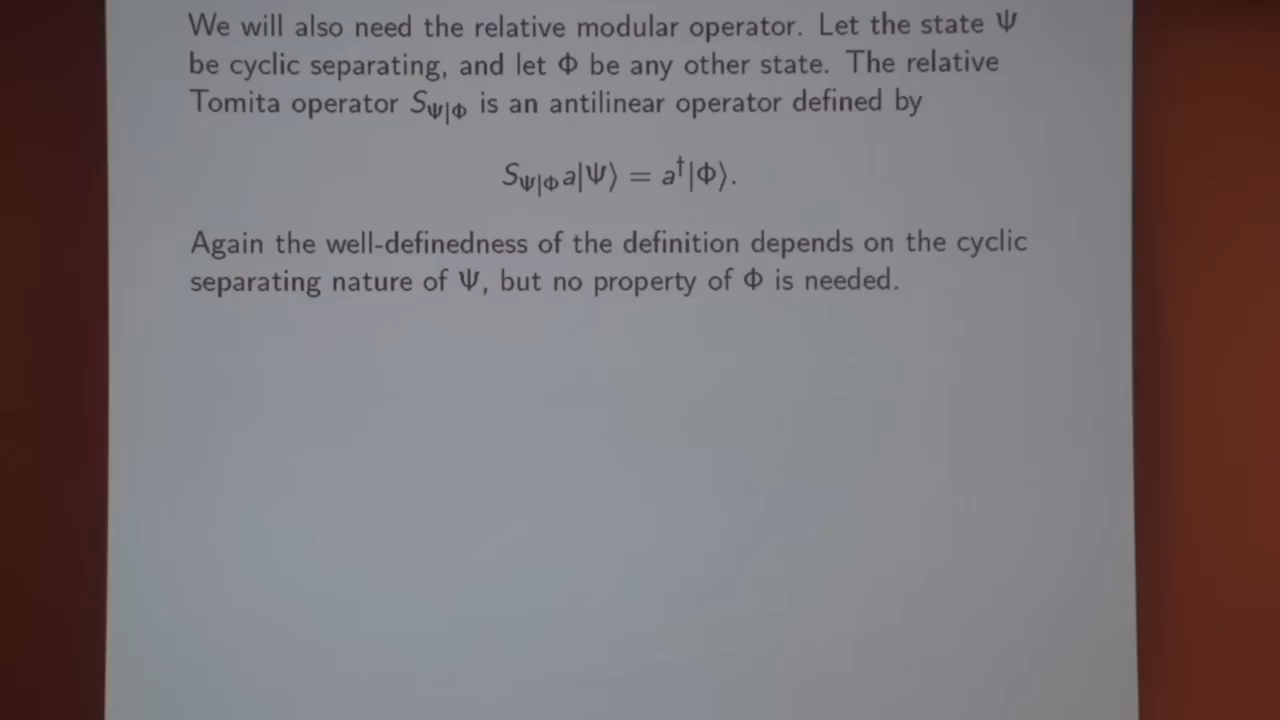 We will also need the relative modular operator. Let the state Ψ
be cyclic separating, and let Φ be any other state. The relative
Tomita operator S_{Ψ|Φ} is an antilinear operator defined by
S_{Ψ|Φ} a|Ψ⟩ = a†|Φ⟩.
Again the well-definedness of the definition depends on the cyclic
separating nature of Ψ, but no property of Φ is needed.